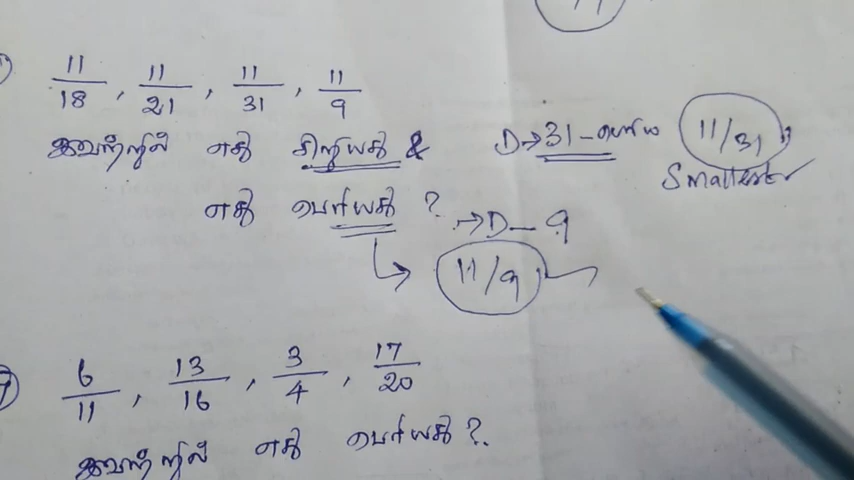 11/18, 11/21, 11/31, 11/9
இவற்றில் எது சிறியது &
D→31-பெரிய 11/31,
Smallest
எது பெரியது ?
→D-9
11/9
6/11, 13/16, 3/4, 17/20
இவற்றில் எது பெரியது ?